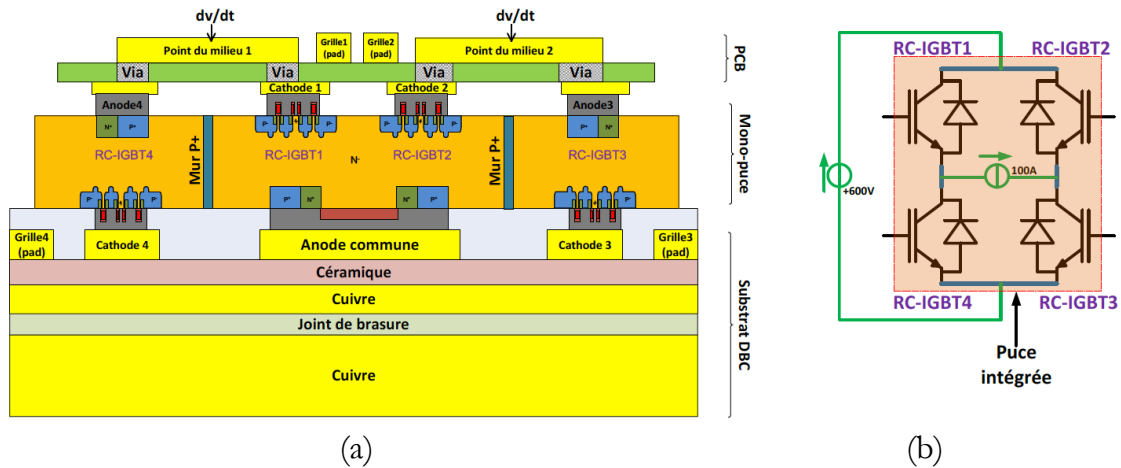 dv/dt
dv/dt
Point du milieu 1
Grille1
(pad)
Grille2
(pad)
Point du milieu 2
Via
Via
Via
Via
PCB
Cathode 1
Cathode 2
Anode4
Anode3
N+
P+
P-
P-
P-
P-
P+
N+
RC-IGBT4
Mur P+
RC-IGBT1
N-
RC-IGBT2
Mur P+
RC-IGBT3
Mono-puce
P-
P-
P+
N+
N+
P+
P-
P-
Grille4
(pad)
Cathode 4
Anode commune
Cathode 3
Grille3
(pad)
Céramique
Cuivre
Joint de brasure
Cuivre
Substrat DBC
(a)
RC-IGBT1
RC-IGBT2
+600V
100A
RC-IGBT4
RC-IGBT3
Puce
intégrée
(b)